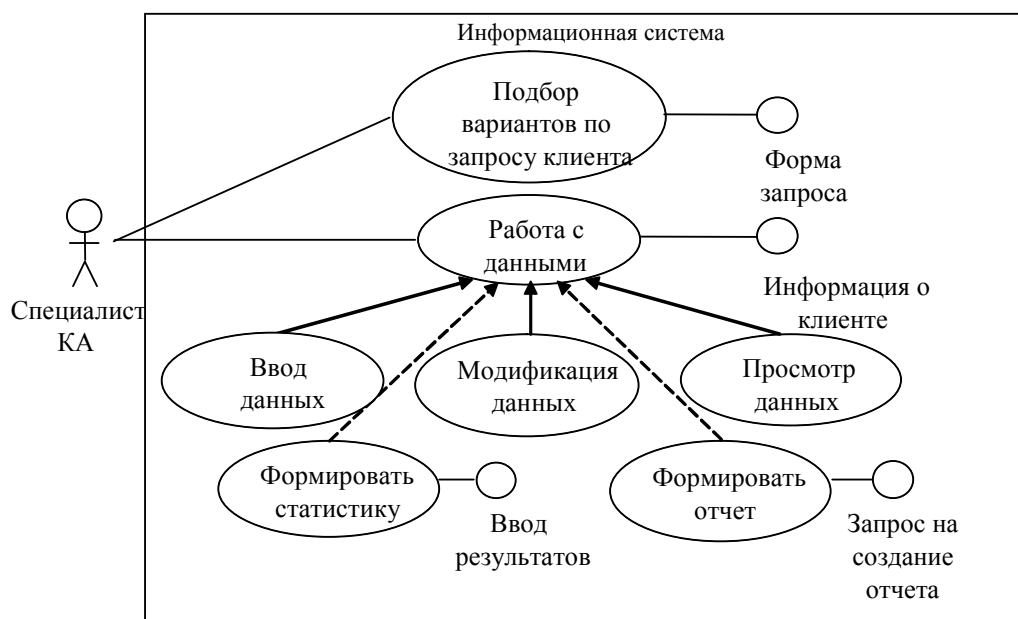 Информационная система
Подбор
вариантов по
запросу клиента
Форма
запроса
Работа с
данными
Информация о
клиенте
Специалист
КА
Ввод
данных
Модификация
данных
Просмотр
данных
Формировать
статистику
Ввод
результатов
Формировать
отчет
Запрос на
создание
отчета